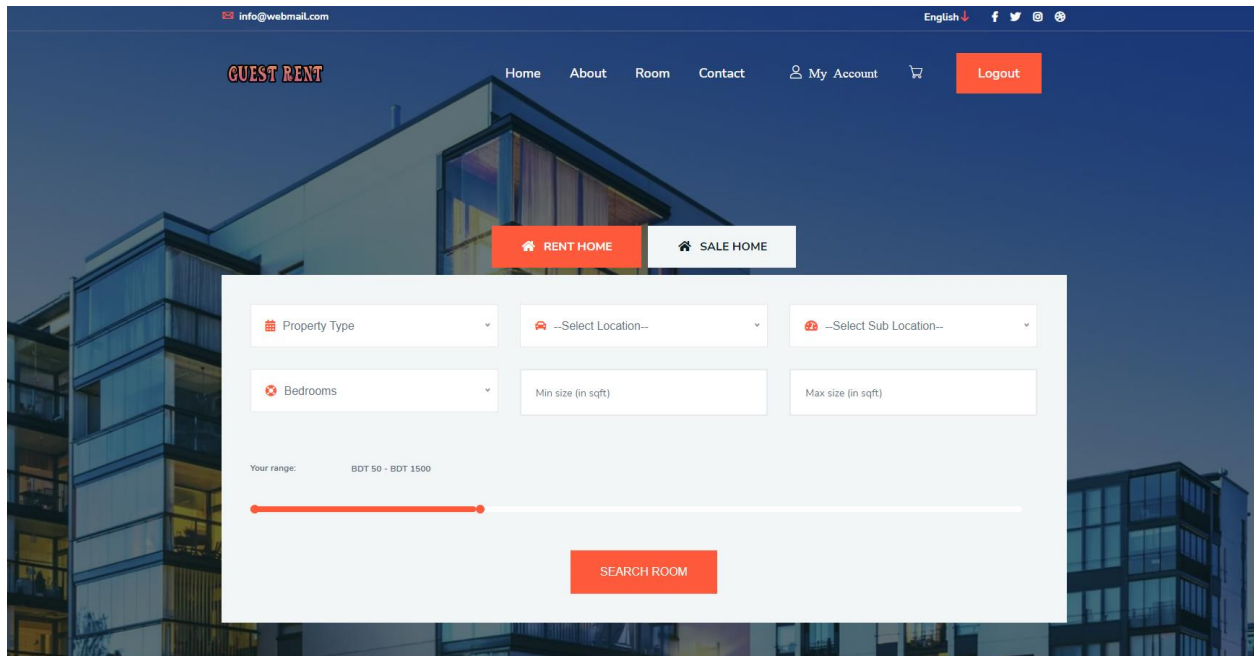 info@webmail.com English
GUEST RENT Home About Room Contact My Account Logout
RENT HOME SALE HOME
Property Type --Select Location-- --Select Sub Location--
Bedrooms Min size (in sqft) Max size (in sqft)
Your range: BDT 50 - BDT 1500
SEARCH ROOM